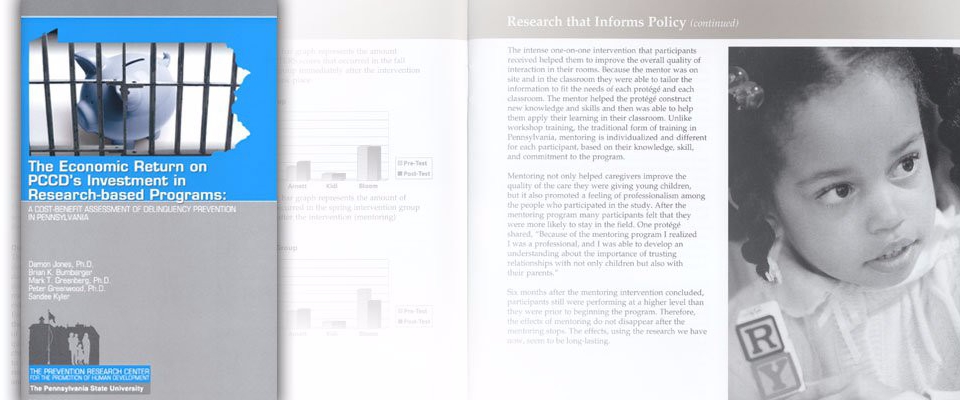 The Economic Return on
PCCD's Investment in
Research-based Programs:
A COST-BENEFIT ASSESSMENT OF DELINQUENCY PREVENTION
IN PENNSYLVANIA
Damon Jones, Ph.D.
Brian K. Bumbarger
Mark T. Greenberg, Ph.D.
Peter Greenwood, Ph.D.
Sandee Kyler
THE PREVENTION RESEARCH CENTER
FOR THE PROMOTION OF HUMAN DEVELOPMENT
The Pennsylvania State University
graph represents the amount
that occurred in the fall
immediately after the intervention
Pre-Test
Post-Test
Arnett
Kidi
Sloom
graph represents the amount of
occurred in the spring intervention group
after the intervention (mentoring)
Group
Pre-Test
Post-Test
Research that Informs Policy (continued)
The intense one-on-one intervention that participants
received helped them to improve the overall quality of
interaction in their rooms. Because the mentor was on
site and in the classroom they were able to tailor the
information to fit the needs of each protégé and each
classroom. The mentor helped the protégé construct
new knowledge and skills and then was able to help
them apply their learning in their classroom. Unlike
workshop training, the traditional form of training in
Pennsylvania, mentoring is individualized and different
for each participant, based on their knowledge, skill,
and commitment to the program.
Mentoring not only helped caregivers improve the
quality of the care they were giving young children,
but it also promoted a feeling of professionalism among
the people who participated in the study. After the
mentoring program many participants felt that they
were more likely to stay in the field. One protégé
shared, "Because of the mentoring program I realized
I was a professional, and I was able to develop an
understanding about the importance of trusting
relationships with not only children but also with
their parents."
Six months after the mentoring intervention concluded,
participants still were performing at a higher level than
they were prior to beginning the program. Therefore,
the effects of mentoring do not disappear after the
mentoring stops. The effects, using the research we have
now, seem to be long-lasting.
R
Y